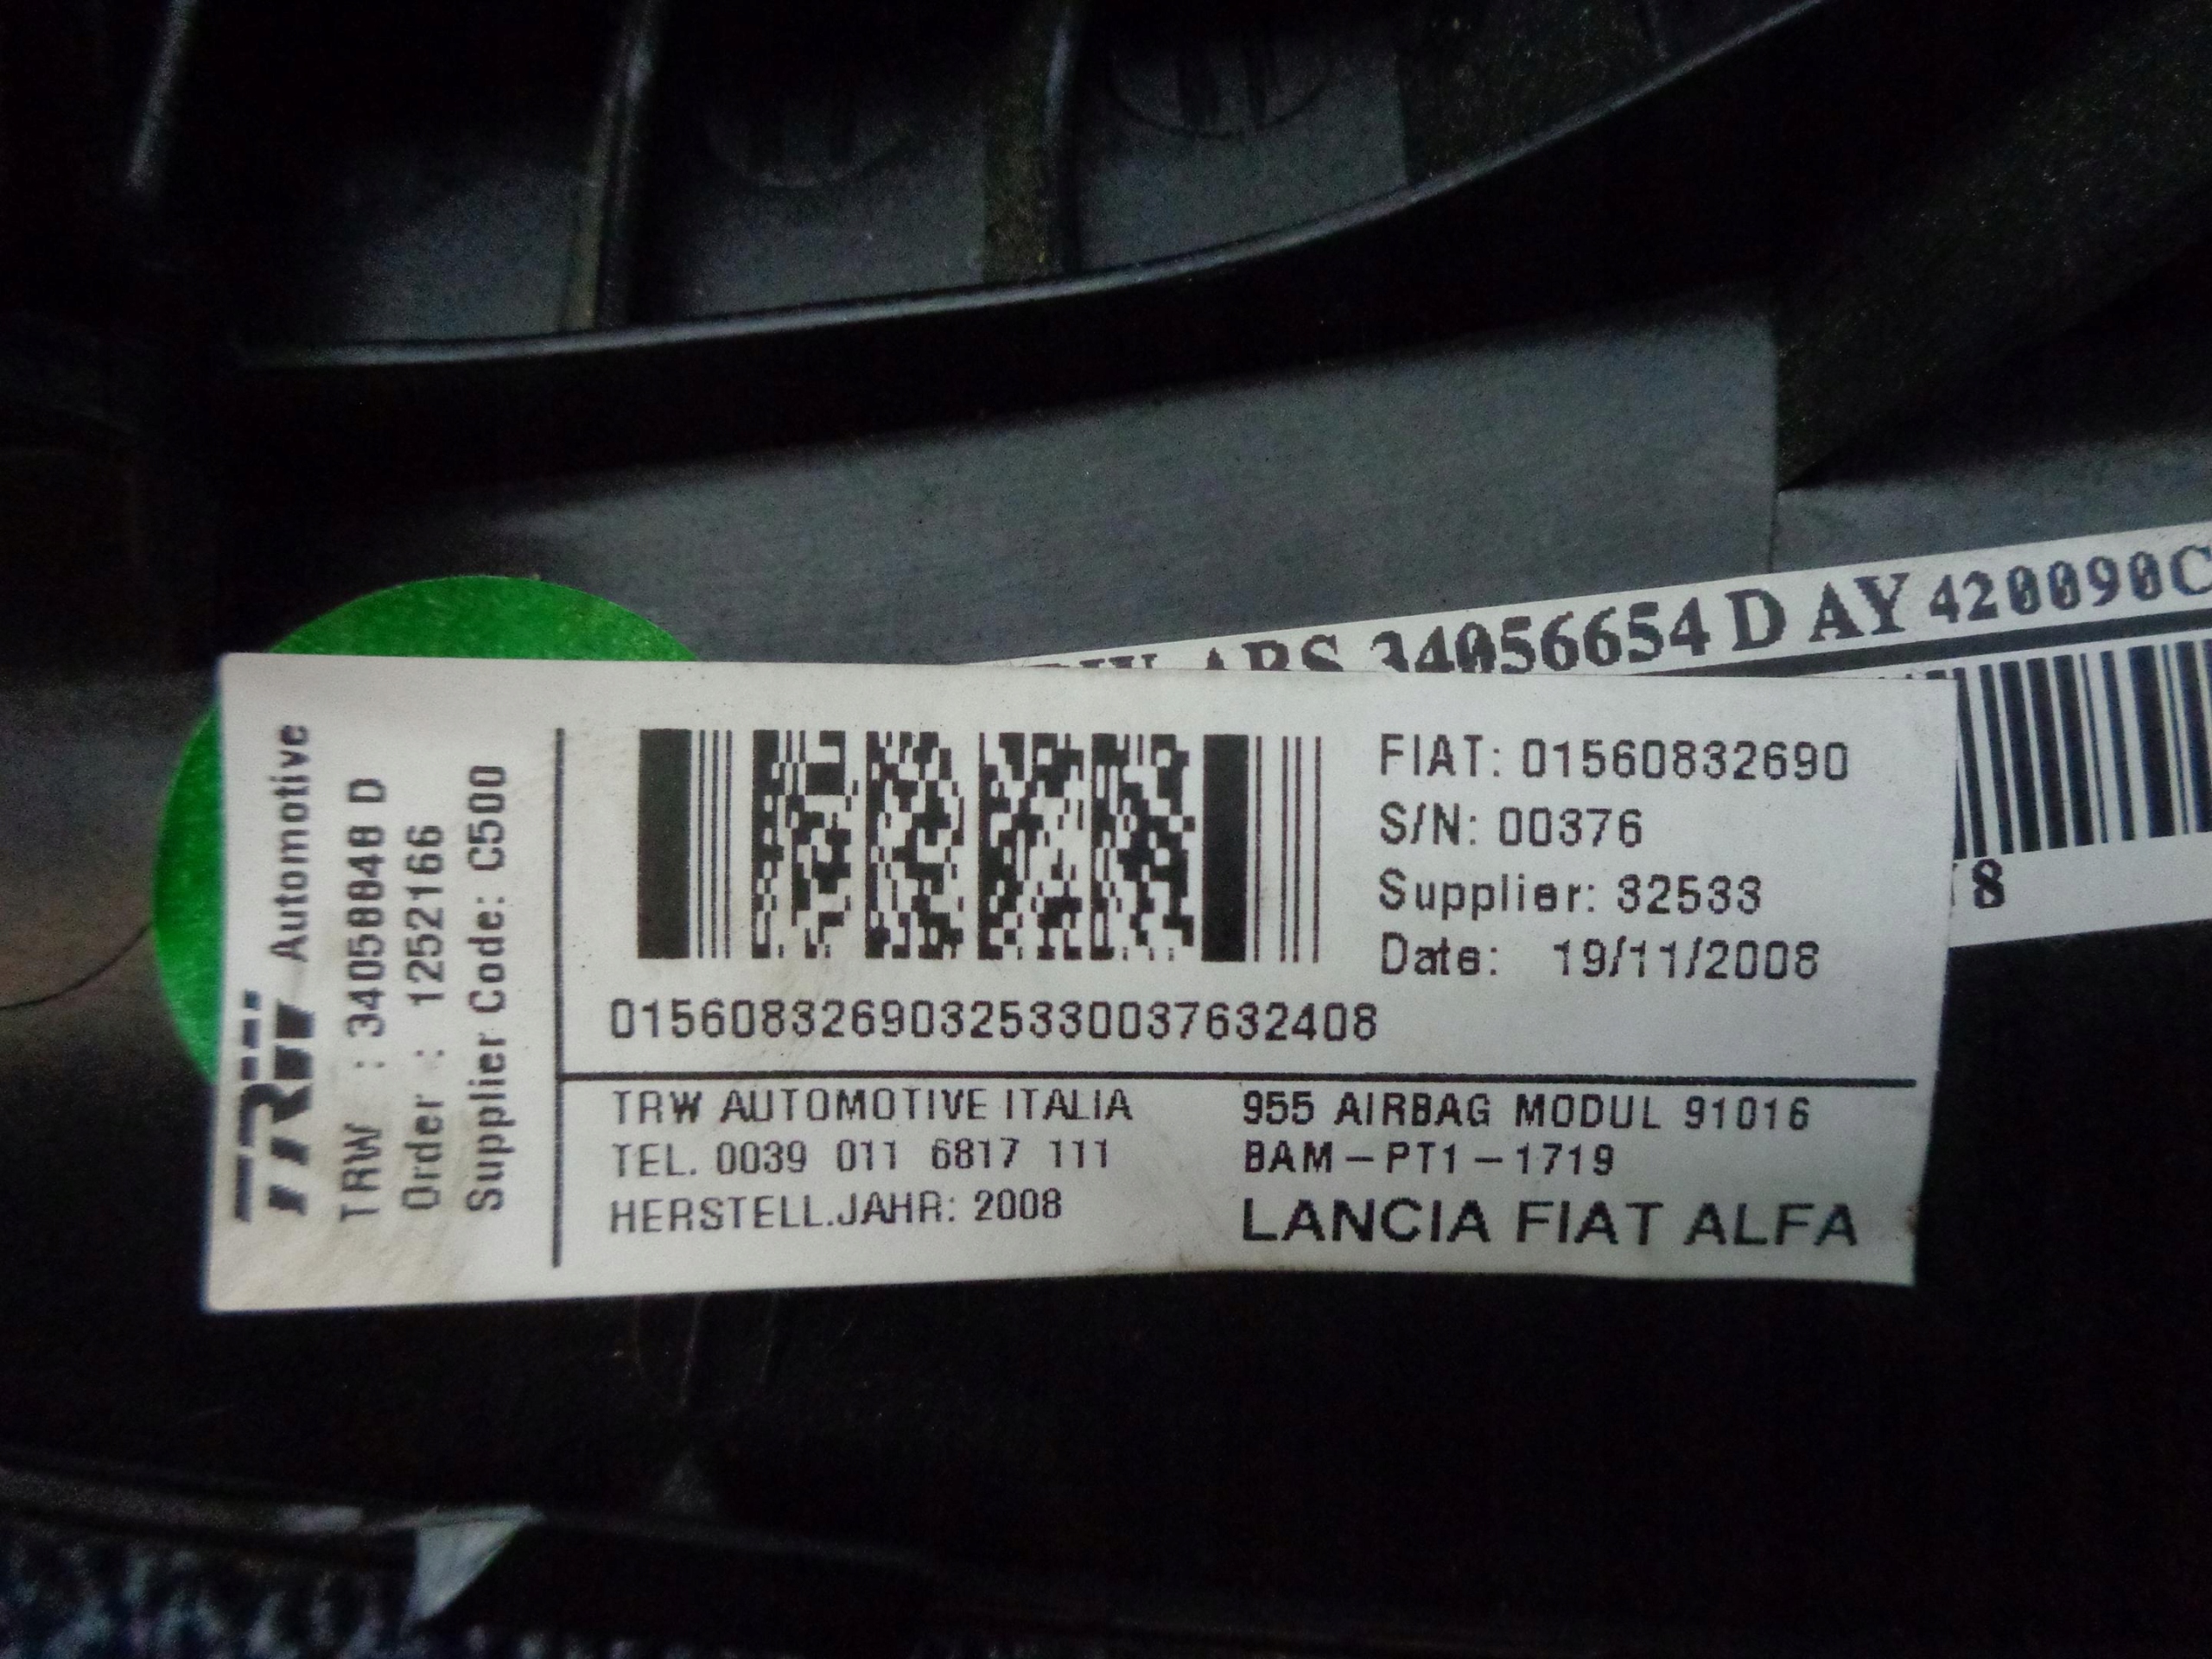 ABS 34056654 D AY 420090C
8
TRW Automotive
TRW : 34058848 D
Order : 1252166
Supplier Code: C500
FIAT: 01560832690
S/N: 00376
Supplier: 32533
Date: 19/11/2008
01560832690325330037632408
TRW AUTOMOTIVE ITALIA
TEL. 0039 011 6817 111
HERSTELL.JAHR: 2008
955 AIRBAG MODUL 91016
BAM-PT1-1719
LANCIA FIAT ALFA